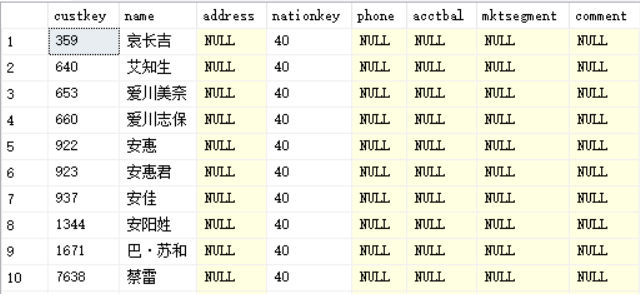 custkey name address nationkey phone acctbal mktsegment comment
1 359 哀长吉 NULL 40 NULL NULL NULL NULL
2 640 艾知生 NULL 40 NULL NULL NULL NULL
3 653 爱川美奈 NULL 40 NULL NULL NULL NULL
4 660 爱川志保 NULL 40 NULL NULL NULL NULL
5 922 安惠 NULL 40 NULL NULL NULL NULL
6 923 安惠君 NULL 40 NULL NULL NULL NULL
7 937 安佳 NULL 40 NULL NULL NULL NULL
8 1344 安阳姓 NULL 40 NULL NULL NULL NULL
9 1671 巴·苏和 NULL 40 NULL NULL NULL NULL
10 7638 蔡雷 NULL 40 NULL NULL NULL NULL